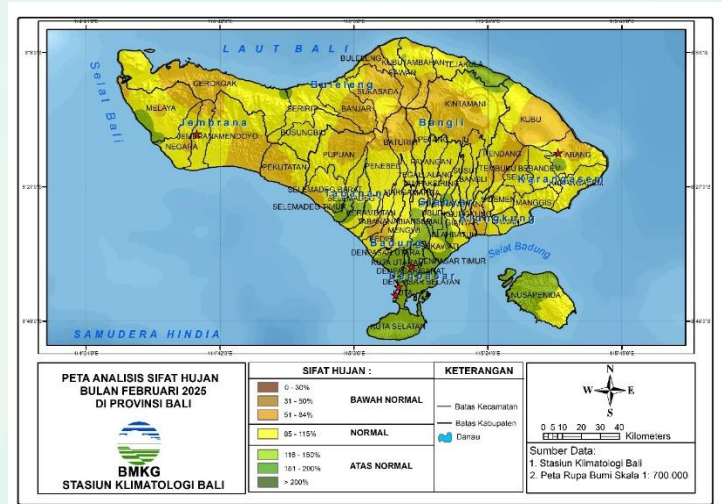 LAUT BALI
Selat Bali
BULELENG
KUBUTAMBAHAN
TEJAKULA
SAWAN
Buleleng
SUKASADA
GEROKGAK
SERIRIT
BANJAR
KINTAMANI
MELAYA
Jembrana
BUSUNGBIU
KUBU
Bangli
JEMBRANA
MENDOYO
NEGARA
BATURITI
PUPUAN
PENEBEL
PAYANGAN
RENDANG
ABANG
PEKUTATAN
SUSUT
BANGLI
TEMBUKU
BEBANDEM
Karangasem
SELEMADEG BARAT
Tabanan
SELEMADEG
SELEMADEG TIMUR
KERAMBITAN
MANGGIS
Gianyar
Klungkung
TABANAN
MENGWI
KEDIRI
BLAHBATUH
SUKAWATI
Badung
DENPASAR UTARA
KUTA UTARA
DENPASAR TIMUR
DENPASAR BARAT
Denpasar
DENPASAR SELATAN
KUTA
Selat Badung
NUSAPENIDA
KUTA SELATAN
SAMUDERA HINDIA
PETA ANALISIS SIFAT HUJAN
BULAN FEBRUARI 2025
DI PROVINSI BALI
BMKG
STASIUN KLIMATOLOGI BALI
SIFAT HUJAN :
0 - 30%
31 - 50%
BAWAH NORMAL
51 - 84%
85 - 115%
NORMAL
116 - 150%
151 - 200%
ATAS NORMAL
> 200%
KETERANGAN
Batas Kecamatan
Batas Kabupaten
Danau
N
W
E
S
0 5 10 20 30 40
Kilometers
Sumber Data:
1. Stasiun Klimatologi Bali
2. Peta Rupa Bumi Skala 1: 700.000